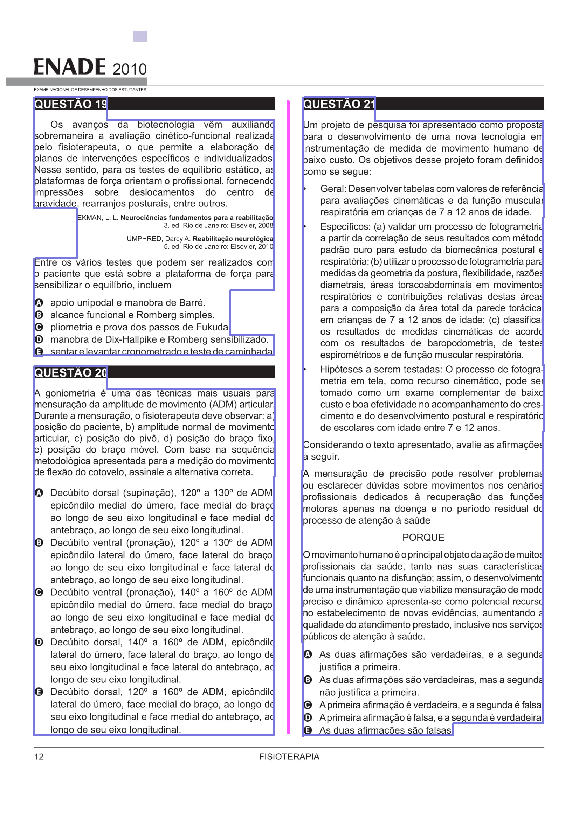 ENADE 2010
EXAME NACIONAL DE DESEMPENHO DOS ESTUDANTES
QUESTÃO 19
Os avanços da biotecnologia vêm auxiliando
sobremaneira a avaliação cinético-funcional realizada
pelo fisioterapeuta, o que permite a elaboração de
planos de intervenções específicos e individualizados.
Nesse sentido, para os testes de equilíbrio estático, as
plataformas de força orientam o profissional, fornecendo
impressões sobre deslocamentos do centro de
gravidade, rearranjos posturais, entre outros.
EKMAN, L. L. Neurociências fundamentos para a reabilitação.
3. ed. Rio de Janeiro: Elsevier, 2008.
UMPHRED, Darcy A. Reabilitação neurológica.
5. ed. Rio de Janeiro: Elsevier, 2010.
Entre os vários testes que podem ser realizados com
o paciente que está sobre a plataforma de força para
sensibilizar o equilíbrio, incluem
A apoio unipodal e manobra de Barré.
B alcance funcional e Romberg simples.
C pliometria e prova dos passos de Fukuda.
D manobra de Dix-Hallpike e Romberg sensibilizado.
E sentar e levantar cronometrado e teste de caminhada.
QUESTÃO 20
A goniometria é uma das técnicas mais usuais para
mensuração da amplitude de movimento (ADM) articular.
Durante a mensuração, o fisioterapeuta deve observar: a)
posição do paciente, b) amplitude normal de movimento
articular, c) posição do pivô, d) posição do braço fixo,
e) posição do braço móvel. Com base na sequência
metodológica apresentada para a medição do movimento
de flexão do cotovelo, assinale a alternativa correta.
A Decúbito dorsal (supinação), 120º a 130º de ADM,
epicôndilo medial do úmero, face medial do braço
ao longo de seu eixo longitudinal e face medial do
antebraço, ao longo de seu eixo longitudinal.
B Decúbito ventral (pronação), 120º a 130º de ADM,
epicôndilo lateral do úmero, face lateral do braço,
ao longo de seu eixo longitudinal e face lateral do
antebraço, ao longo de seu eixo longitudinal.
C Decúbito ventral (pronação), 140º a 160º de ADM,
epicôndilo medial do úmero, face medial do braço,
ao longo de seu eixo longitudinal e face medial do
antebraço, ao longo de seu eixo longitudinal.
D Decúbito dorsal, 140º a 160º de ADM, epicôndilo
lateral do úmero, face lateral do braço, ao longo de
seu eixo longitudinal e face lateral do antebraço, ao
longo de seu eixo longitudinal.
E Decúbito dorsal, 120º a 160º de ADM, epicôndilo
lateral do úmero, face medial do braço, ao longo de
seu eixo longitudinal e face medial do antebraço, ao
longo de seu eixo longitudinal.
QUESTÃO 21
Um projeto de pesquisa foi apresentado como proposta
para o desenvolvimento de uma nova tecnologia em
instrumentação de medida de movimento humano de
baixo custo. Os objetivos desse projeto foram definidos
como se segue:
• Geral: Desenvolver tabelas com valores de referência
para avaliações cinemáticas e da função muscular
respiratória em crianças de 7 a 12 anos de idade.
• Específicos: (a) validar um processo de fotogrametria
a partir da correlação de seus resultados com método
padrão ouro para estudo da biomecânica postural e
respiratória; (b) utilizar o processo de fotogrametria para
medidas da geometria da postura, flexibilidade, razões
diametrais, áreas toracoabdominais em movimentos
respiratórios e contribuições relativas destas áreas
para a composição da área total da parede torácica,
em crianças de 7 a 12 anos de idade; (c) classificar
os resultados de medidas cinemáticas de acordo
com os resultados de baropodometria, de testes
espirométricos e de função muscular respiratória.
• Hipóteses a serem testadas: O processo de fotogra-
metria em tela, como recurso cinemático, pode ser
tomado como um exame complementar de baixo
custo e boa efetividade no acompanhamento do cres-
cimento e do desenvolvimento postural e respiratório
de escolares com idade entre 7 e 12 anos.
Considerando o texto apresentado, avalie as afirmações
a seguir.
A mensuração de precisão pode resolver problemas
ou esclarecer dúvidas sobre movimentos nos cenários
profissionais dedicados à recuperação das funções
motoras apenas na doença e no período residual do
processo de atenção à saúde
PORQUE
O movimento humano é o principal objeto da ação de muitos
profissionais da saúde, tanto nas suas características
funcionais quanto na disfunção; assim, o desenvolvimento
de uma instrumentação que viabilize mensuração de modo
preciso e dinâmico apresenta-se como potencial recurso
no estabelecimento de novas evidências, aumentando a
qualidade do atendimento prestado, inclusive nos serviços
públicos de atenção à saúde.
A As duas afirmações são verdadeiras, e a segunda
justifica a primeira.
B As duas afirmações são verdadeiras, mas a segunda
não justifica a primeira.
C A primeira afirmação é verdadeira, e a segunda é falsa.
D A primeira afirmação é falsa, e a segunda é verdadeira.
E As duas afirmações são falsas.
12
FISIOTERAPIA